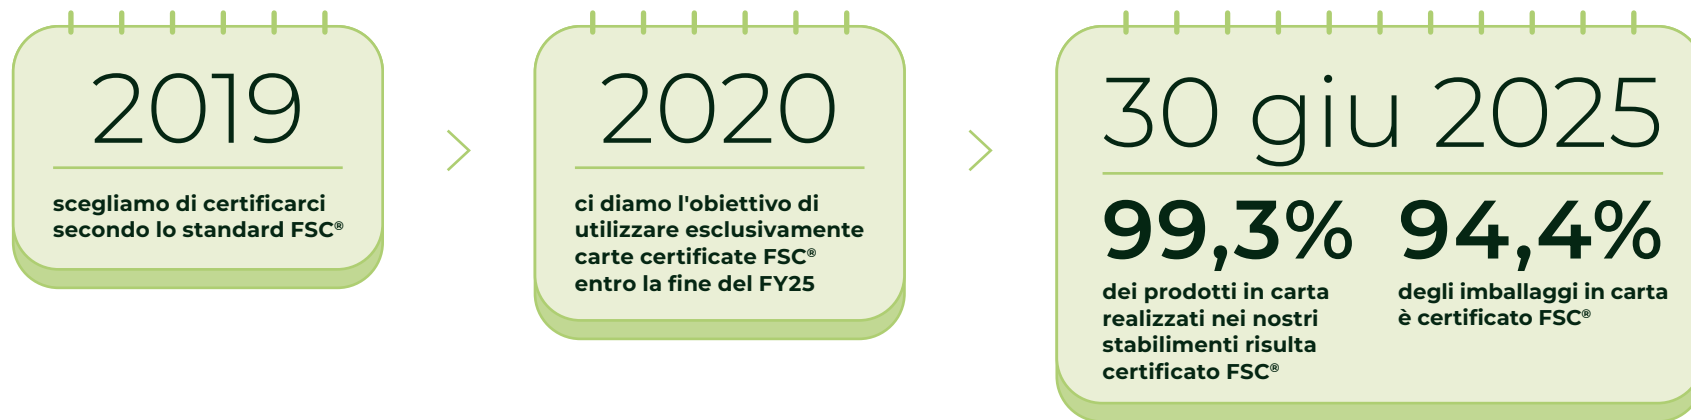 2019
scegliamo di certificarci
secondo lo standard FSC®
2020
ci diamo l'obiettivo di
utilizzare esclusivamente
carte certificate FSC®
entro la fine del FY25
30 giu 2025
99,3%
dei prodotti in carta
realizzati nei nostri
stabilimenti risulta
certificato FSC®
94,4%
degli imballaggi in carta
è certificato FSC®